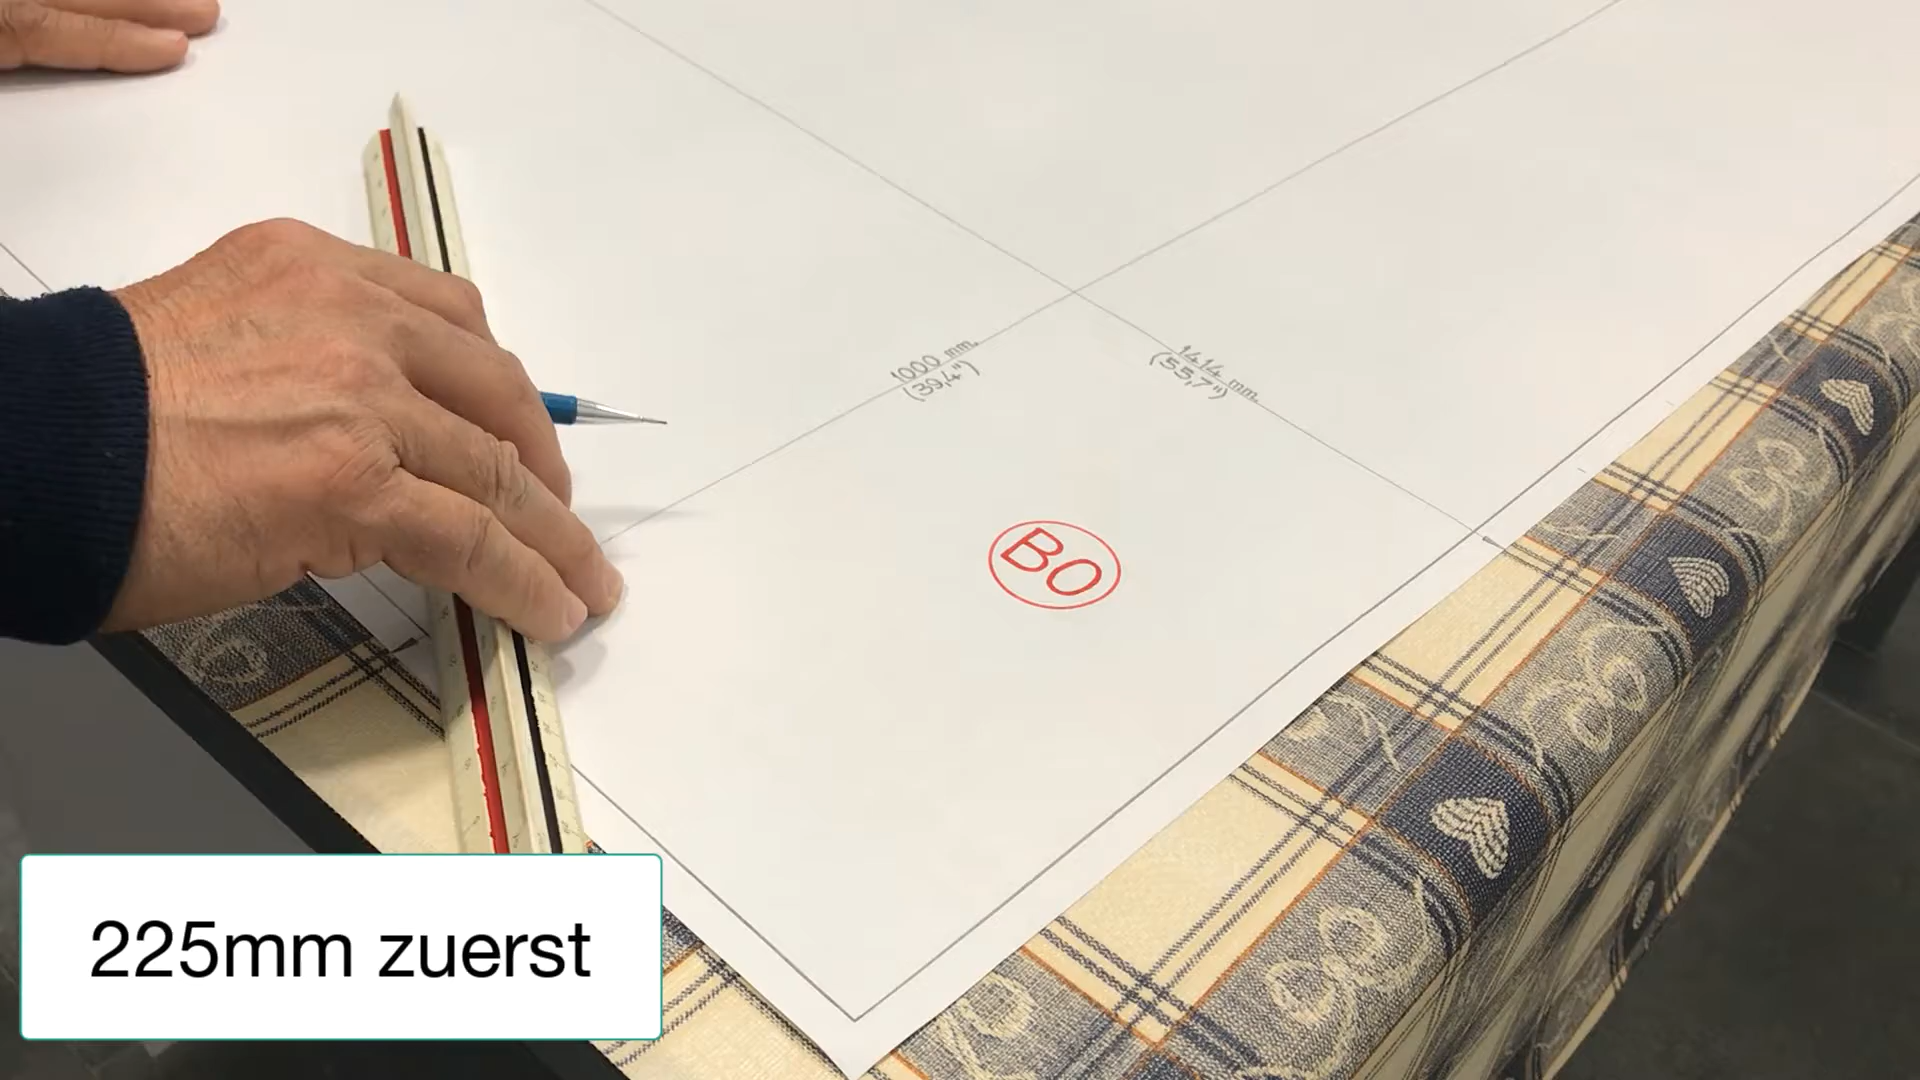 1000 mm.
(39,4")
1414 mm.
(55,7")
B0
225mm zuerst